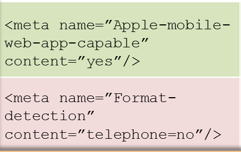 <meta name=”Apple-mobile-
web-app-capable”
content=”yes”/>
<meta name=”Format-
detection”
content=”telephone=no”/>